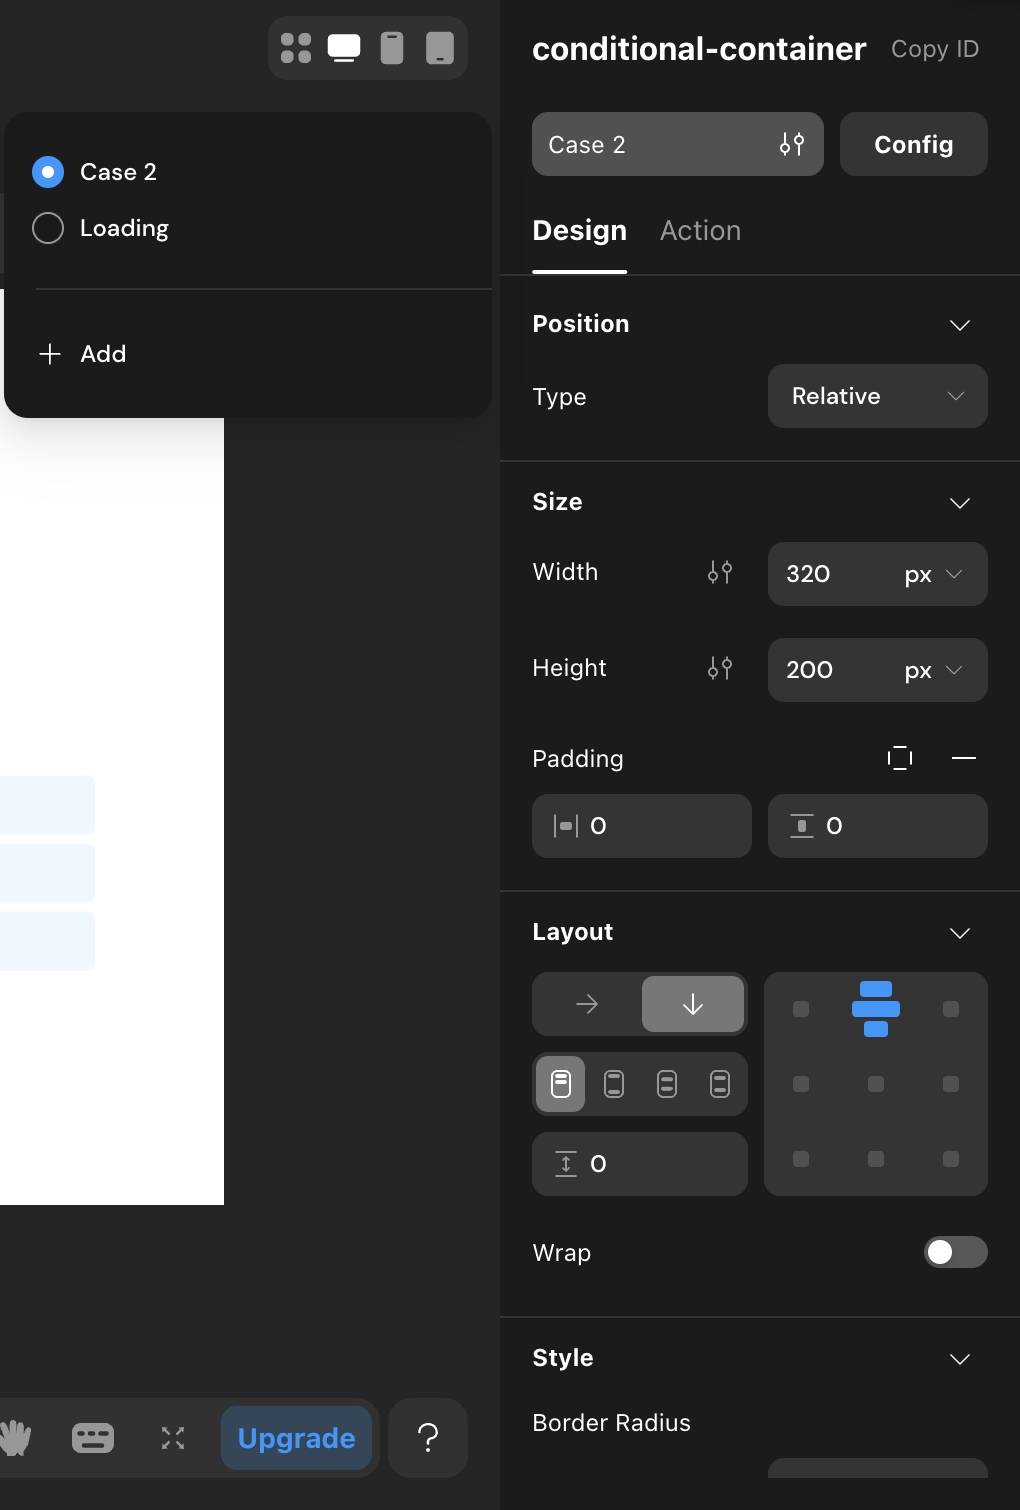 conditional-container Copy ID
Case 2 Config
Case 2
Loading
Add
Design Action
Position
Type Relative
Size
Width 320 px
Height 200 px
Padding
0 0
Layout
0
Wrap
Style
Border Radius
Upgrade ?